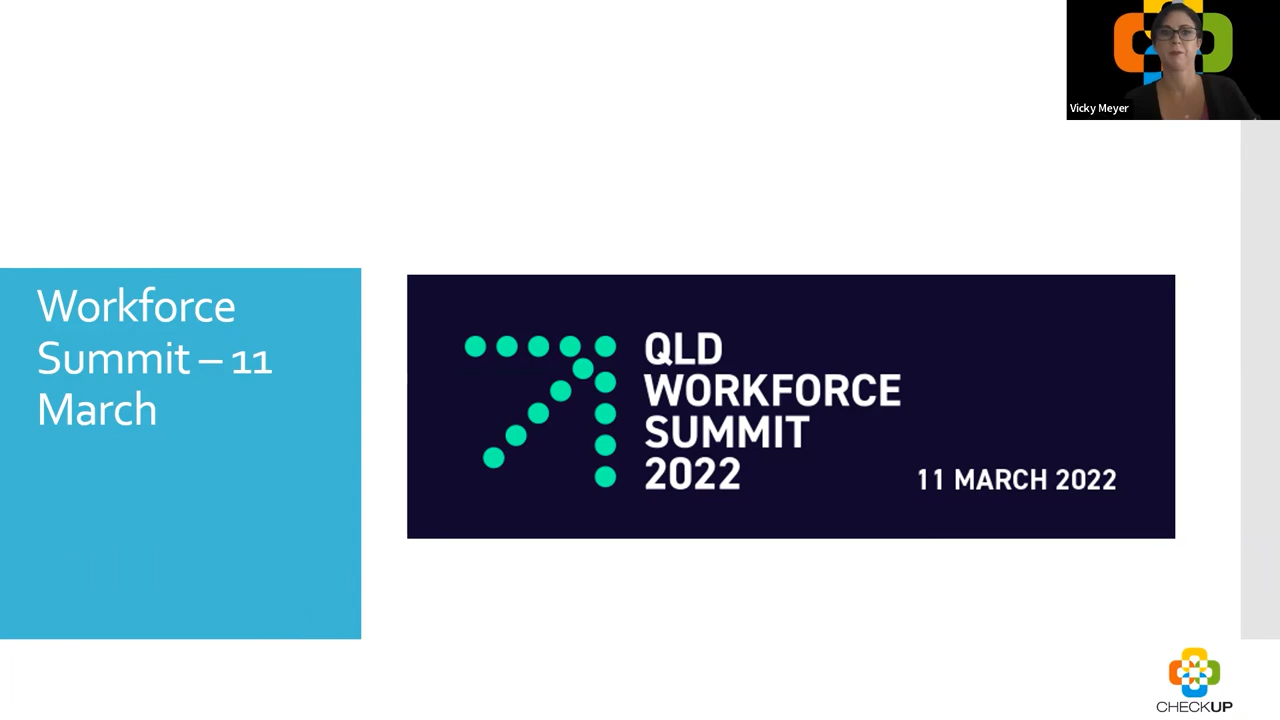 Vicky Meyer
Workforce
Summit – 11
March
QLD
WORKFORCE
SUMMIT
2022
11 MARCH 2022
CHECKUP